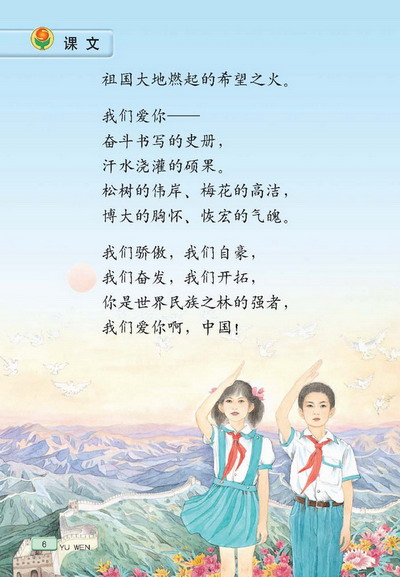 课文
祖国大地燃起的希望之火。
我们爱你——
奋斗书写的史册，
汗水浇灌的硕果。
松树的伟岸、梅花的高洁，
博大的胸怀、恢宏的气魄。
我们骄傲，我们自豪，
我们奋发，我们开拓，
你是世界民族之林的强者，
我们爱你啊，中国！
6
YU WEN